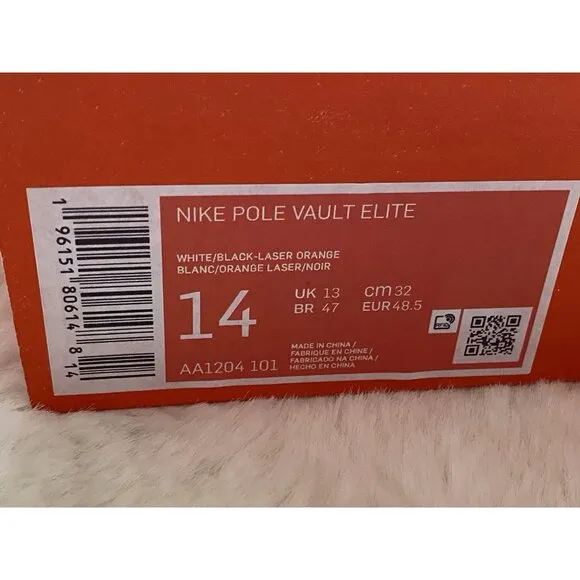 NIKE POLE VAULT ELITE
WHITE/BLACK-LASER ORANGE
BLANC/ORANGE LASER/NOIR
14
UK 13 cm 32
BR 47 EUR 48.5
AA1204 101
MADE IN CHINA /
FABRIQUE EN CHINE /
FABRICADO NA CHINA /
HECHO EN CHINA
RFID
1 96151 80614 8 14